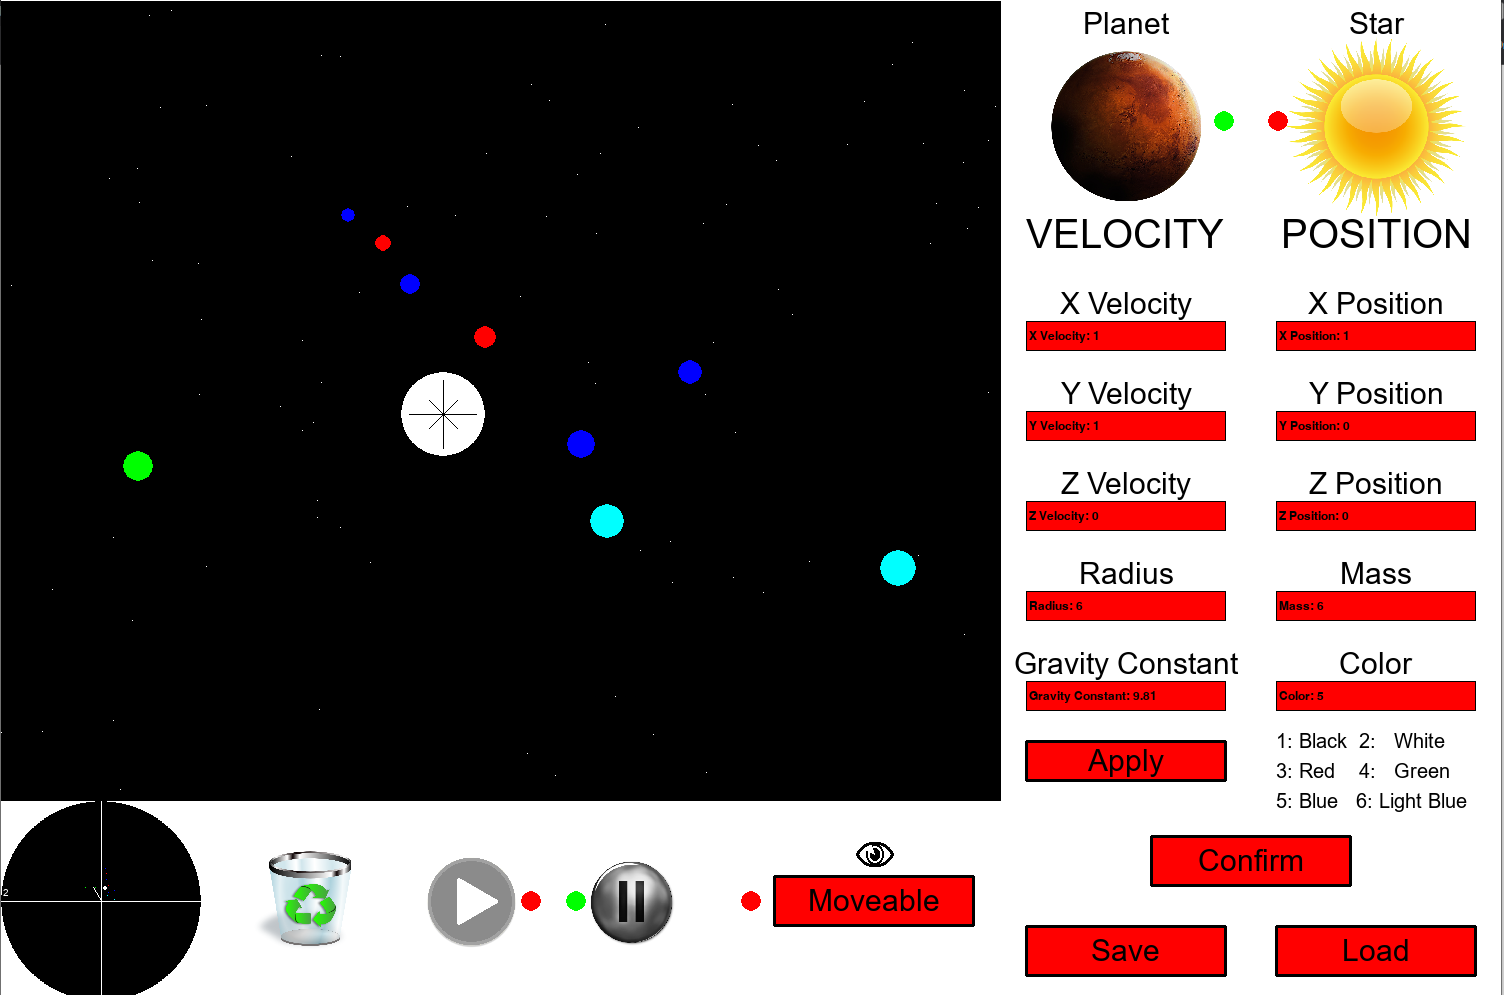 Planet Star
VELOCITY POSITION
X Velocity X Position
X Velocity: 1 X Position: 1
Y Velocity Y Position
Y Velocity: 1 Y Position: 0
Z Velocity Z Position
Z Velocity: 0 Z Position: 0
Radius Mass
Radius: 6 Mass: 6
Gravity Constant Color
Gravity Constant: 9.81 Color: 5
Apply
1: Black 2: White
3: Red 4: Green
5: Blue 6: Light Blue
Confirm
2
Moveable
Save Load